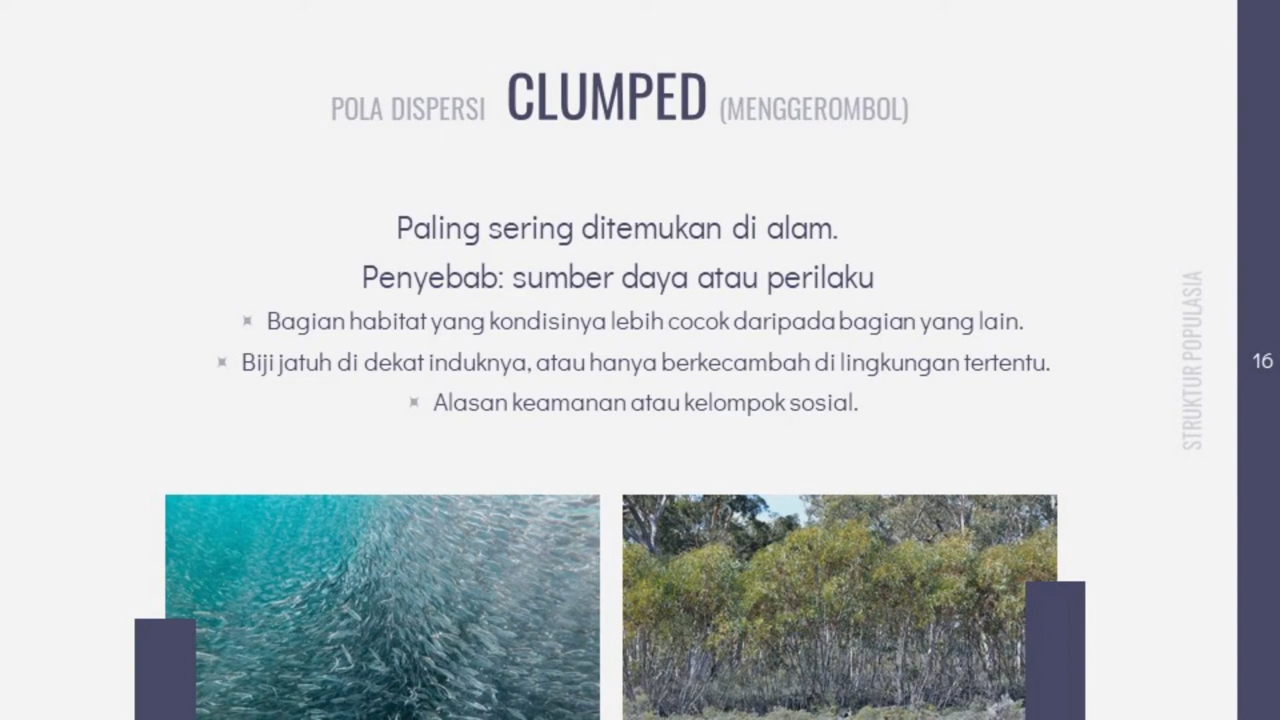 POLA DISPERSI CLUMPED (MENGGEROMBOL)
Paling sering ditemukan di alam.
Penyebab: sumber daya atau perilaku
Bagian habitat yang kondisinya lebih cocok daripada bagian yang lain.
Biji jatuh di dekat induknya, atau hanya berkecambah di lingkungan tertentu.
Alasan keamanan atau kelompok sosial.
STRUKTUR POPULASIA
16